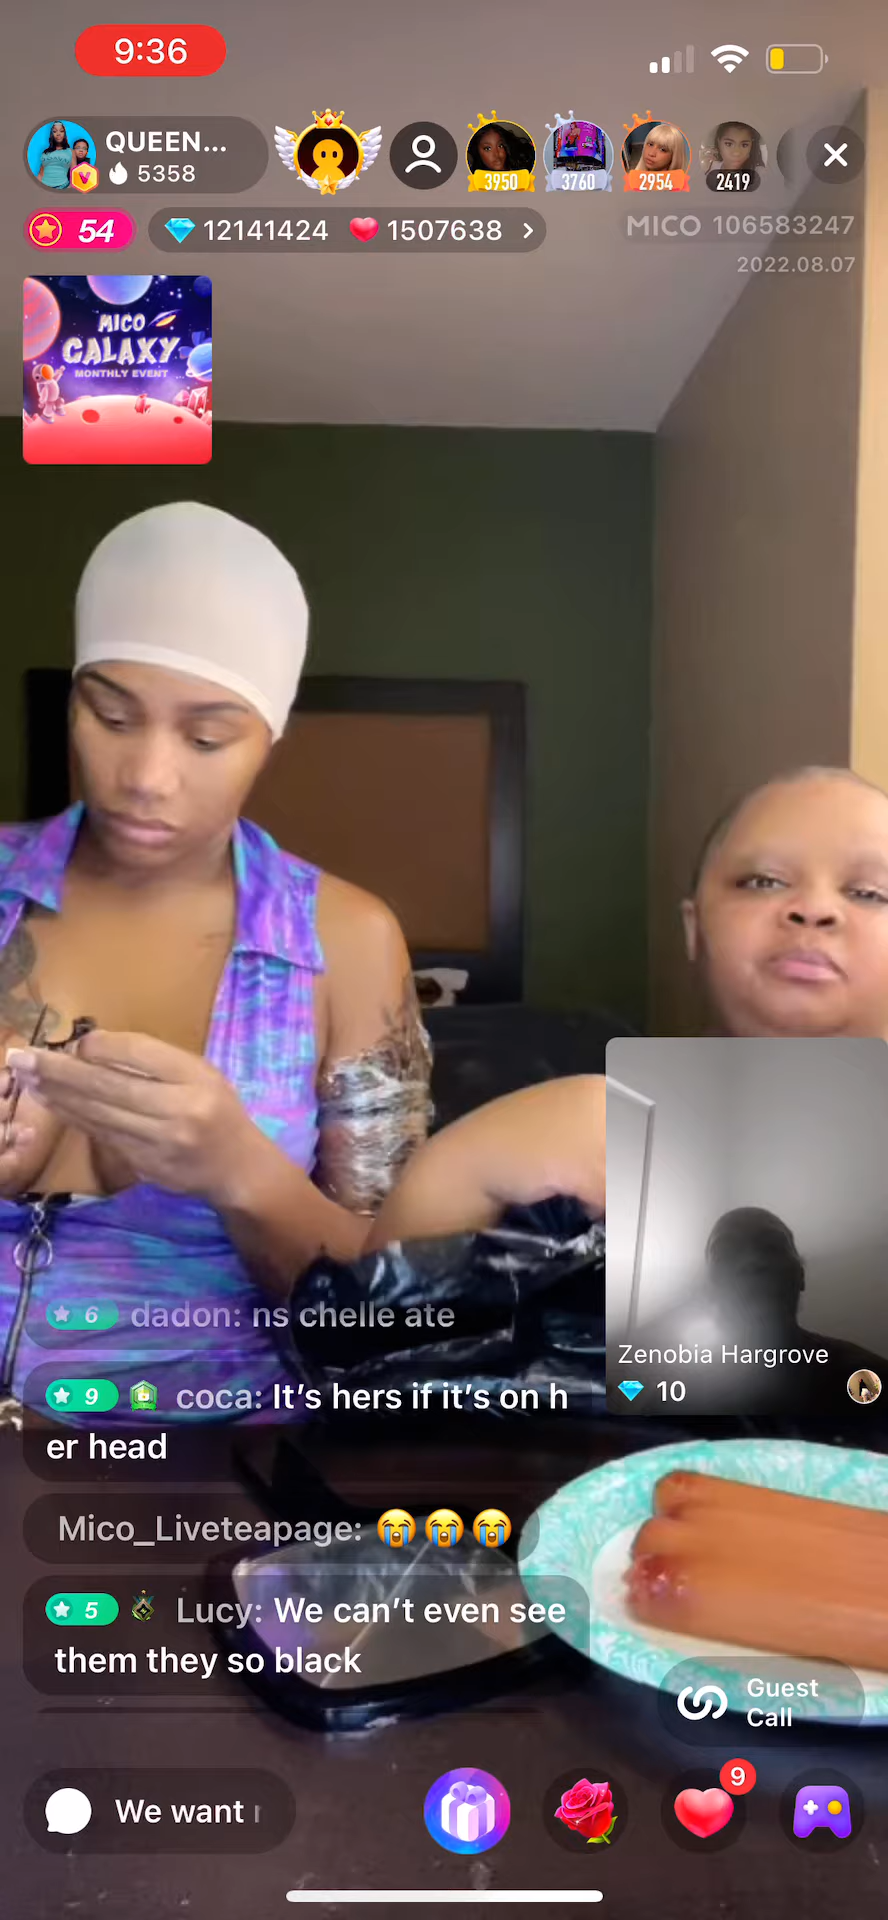 9:36
QUEEN...
5358
3950
3760
2954
2419
54
12141424
1507638
MICO 106583247
2022.08.07
MICO
GALAXY
MONTHLY EVENT
Zenobia Hargrove
10
6 dadon: ns chelle ate
9 coca: It’s hers if it’s on h
er head
Mico_Liveteapage: 😭😭😭
5 Lucy: We can’t even see
them they so black
Guest
Call
We want
9